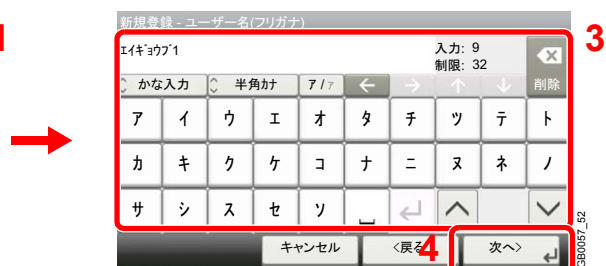 新規登録 - ユーザー名(フリガナ)
3
ｴｲｷﾞｮｳﾌﾞ1
入力: 9
制限: 32
かな入力 半角ｶﾅ ｱ / ｧ ← → ↑ ↓ 削除
ｱ ｲ ｳ ｴ ｵ ﾀ ﾁ ﾂ ﾃ ﾄ
ｶ ｷ ｸ ｹ ｺ ﾅ ﾆ ﾇ ﾈ ﾉ
ｻ ｼ ｽ ｾ ｿ
キャンセル <戻る 4 次へ>
GB0057_52